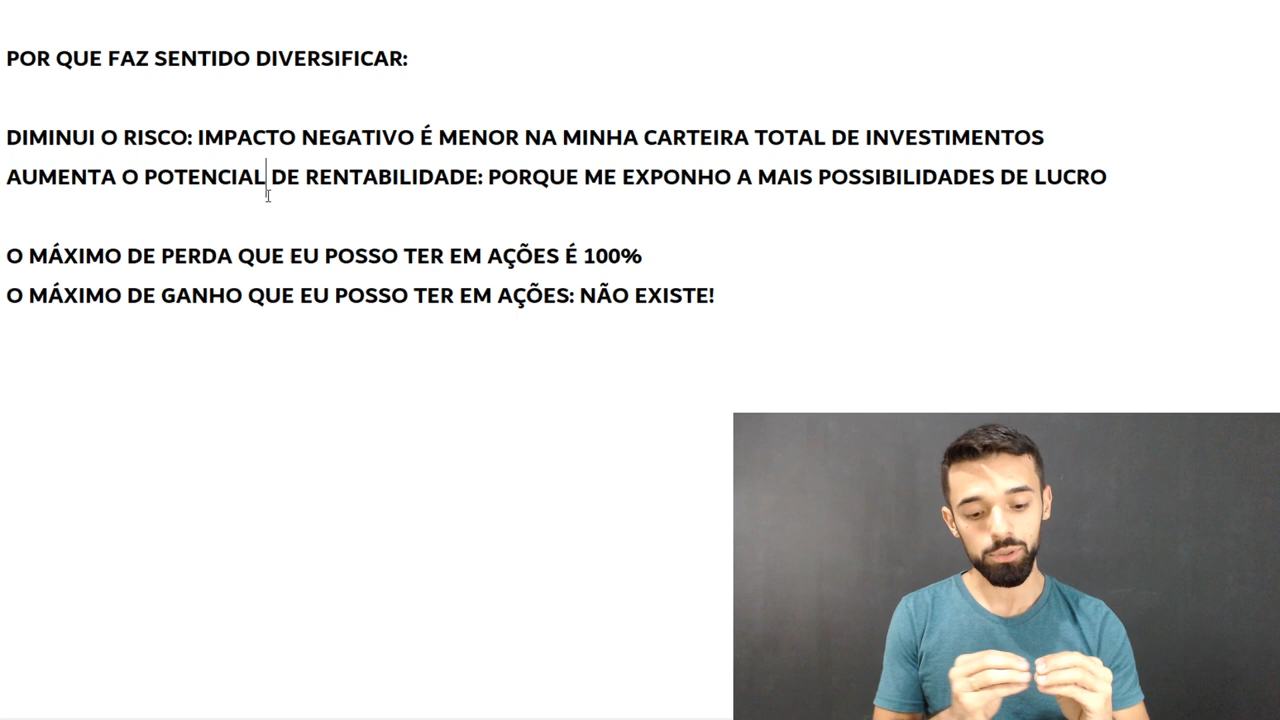 POR QUE FAZ SENTIDO DIVERSIFICAR:
DIMINUI O RISCO: IMPACTO NEGATIVO É MENOR NA MINHA CARTEIRA TOTAL DE INVESTIMENTOS
AUMENTA O POTENCIAL DE RENTABILIDADE: PORQUE ME EXPONHO A MAIS POSSIBILIDADES DE LUCRO
O MÁXIMO DE PERDA QUE EU POSSO TER EM AÇÕES É 100%
O MÁXIMO DE GANHO QUE EU POSSO TER EM AÇÕES: NÃO EXISTE!